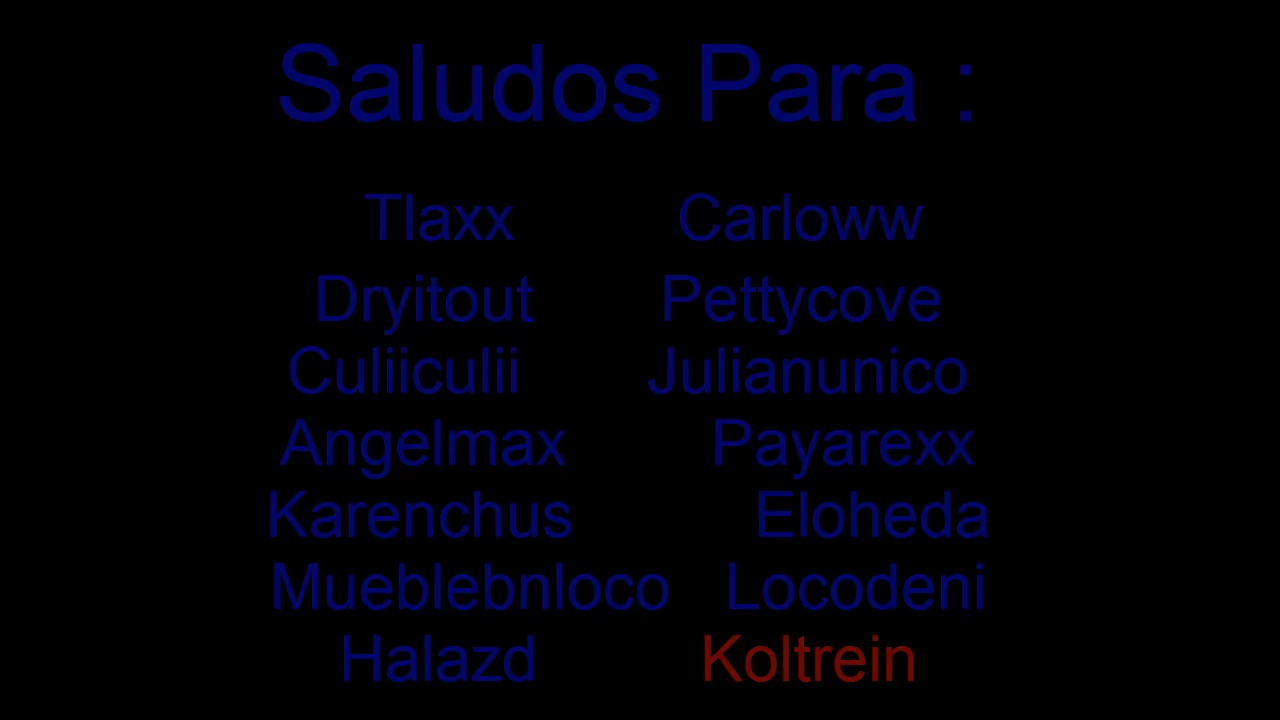 Saludos Para :
Tlaxx Carloww
Dryitout Pettycove
Culiiculii Julianunico
Angelmax Payarexx
Karenchus Eloheda
Mueblebnloco Locodeni
Halazd Koltrein